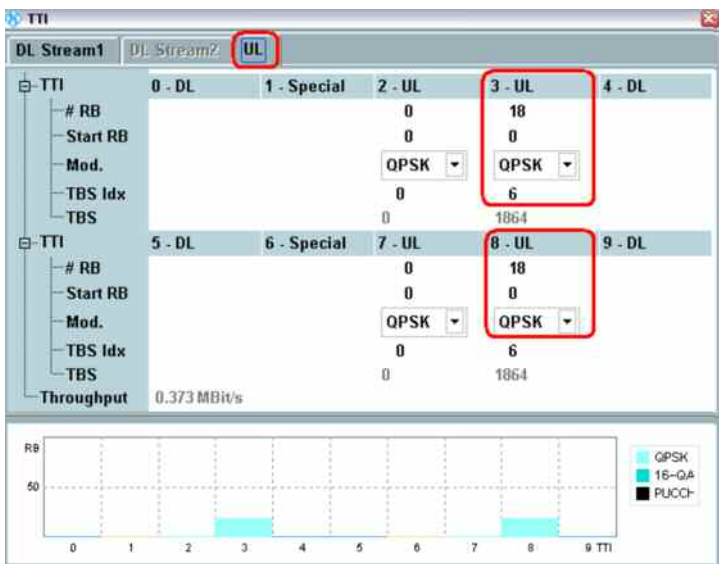 TTI
DL Stream1 DL Stream2 UL
TTI 0 - DL 1 - Special 2 - UL 3 - UL 4 - DL
# RB 0 18
Start RB 0 0
Mod. QPSK QPSK
TBS Idx 0 6
TBS 0 1864
TTI 5 - DL 6 - Special 7 - UL 8 - UL 9 - DL
# RB 0 18
Start RB 0 0
Mod. QPSK QPSK
TBS Idx 0 6
TBS 0 1864
Throughput 0.373 MBit/s
RB
50
0 1 2 3 4 5 6 7 8 9 TTI
QPSK
16-QA
PUCCH